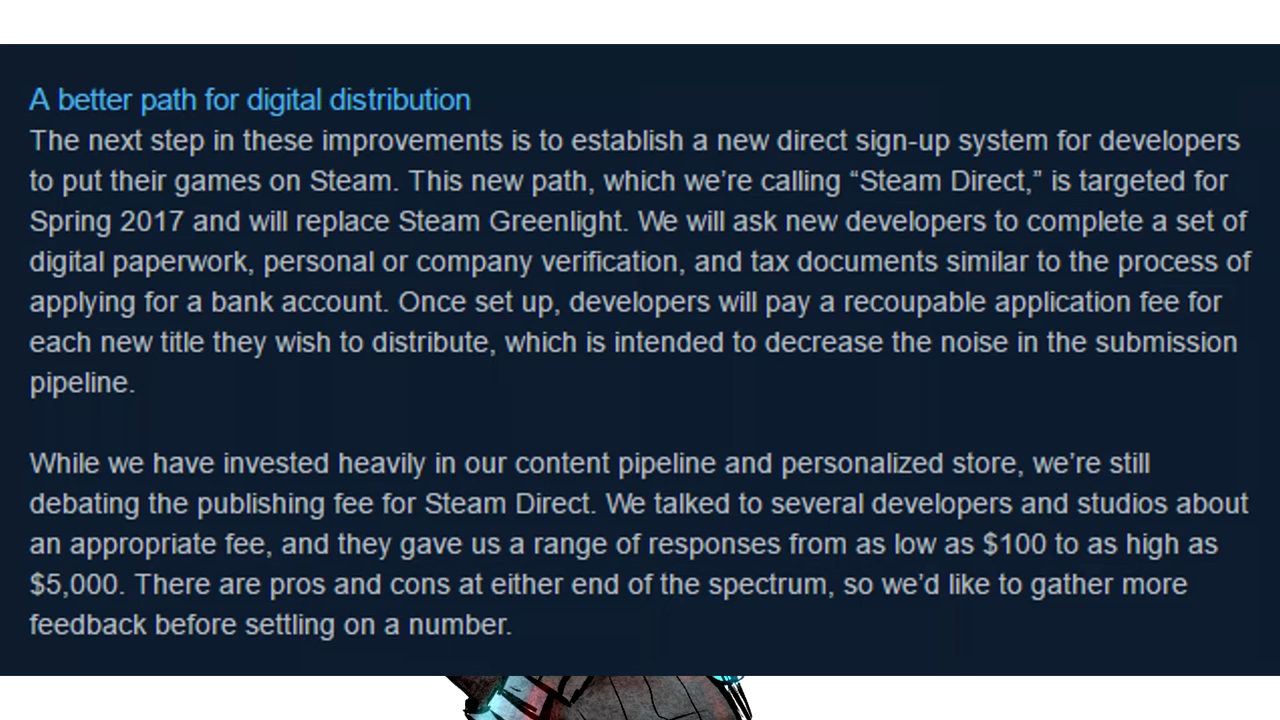 A better path for digital distribution
The next step in these improvements is to establish a new direct sign-up system for developers
to put their games on Steam. This new path, which we’re calling “Steam Direct,” is targeted for
Spring 2017 and will replace Steam Greenlight. We will ask new developers to complete a set of
digital paperwork, personal or company verification, and tax documents similar to the process of
applying for a bank account. Once set up, developers will pay a recoupable application fee for
each new title they wish to distribute, which is intended to decrease the noise in the submission
pipeline.
While we have invested heavily in our content pipeline and personalized store, we’re still
debating the publishing fee for Steam Direct. We talked to several developers and studios about
an appropriate fee, and they gave us a range of responses from as low as $100 to as high as
$5,000. There are pros and cons at either end of the spectrum, so we’d like to gather more
feedback before settling on a number.